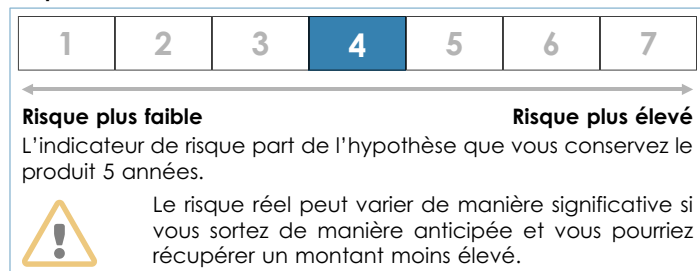 1 2 3 4 5 6 7
Risque plus faible Risque plus élevé
L'indicateur de risque part de l'hypothèse que vous conservez le
produit 5 années.
Le risque réel peut varier de manière significative si
vous sortez de manière anticipée et vous pourriez
récupérer un montant moins élevé.